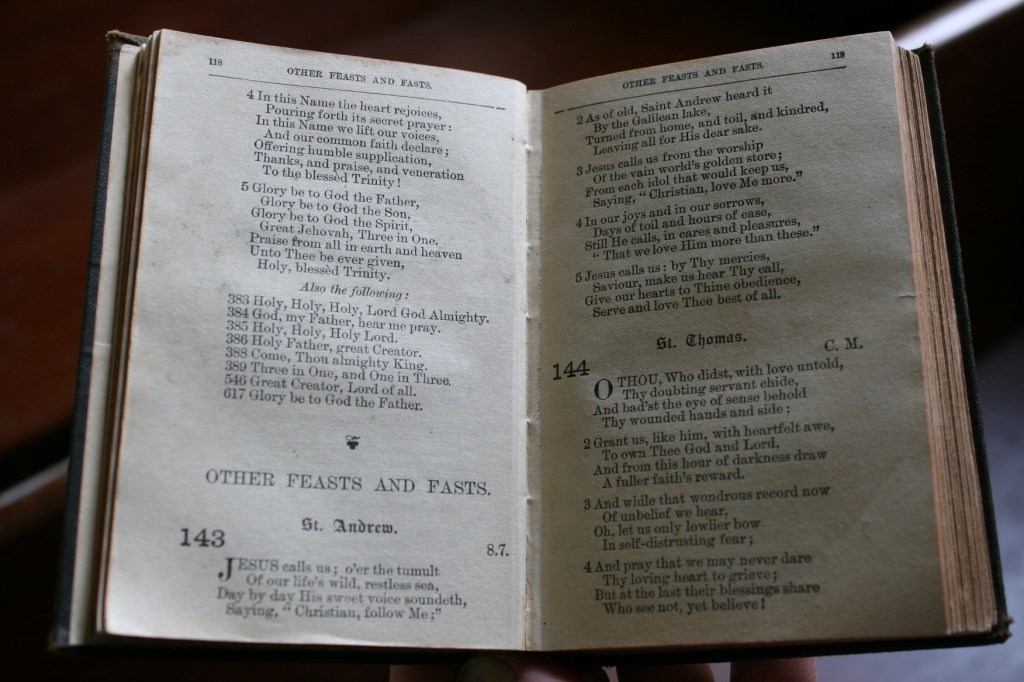 118
OTHER FEASTS AND FASTS.
4 In this Name the heart rejoices,
Pouring forth its secret prayer:
In this Name we lift our voices,
And our common faith declare;
Offering humble supplication,
Thanks, and praise, and veneration
To the blessèd Trinity!
5 Glory be to God the Father,
Glory be to God the Son,
Glory be to God the Spirit,
Great Jehovah, Three in One.
Praise from all in earth and heaven
Unto Thee be ever given,
Holy, blessèd Trinity.
Also the following:
383 Holy, Holy, Holy, Lord God Almighty.
384 God, my Father, hear me pray.
385 Holy, Holy, Holy Lord.
386 Holy Father, great Creator.
388 Come, Thou almighty King.
389 Three in One, and One in Three.
546 Great Creator, Lord of all.
617 Glory be to God the Father.
OTHER FEASTS AND FASTS.
St. Andrew.
143
8.7.
JESUS calls us; o'er the tumult
Of our life's wild, restless sea,
Day by day His sweet voice soundeth,
Saying, "Christian, follow Me;"
OTHER FEASTS AND FASTS.
119
2 As of old, Saint Andrew heard it
By the Galilean lake,
Turned from home, and toil, and kindred,
Leaving all for His dear sake.
3 Jesus calls us from the worship
Of the vain world's golden store;
From each idol that would keep us,
Saying, "Christian, love Me more."
4 In our joys and in our sorrows,
Days of toil and hours of ease,
Still He calls, in cares and pleasures,
"That we love Him more than these."
5 Jesus calls us: by Thy mercies,
Saviour, make us hear Thy call,
Give our hearts to Thine obedience,
Serve and love Thee best of all.
St. Thomas.
144
C. M.
O THOU, Who didst, with love untold,
Thy doubting servant chide,
And bad'st the eye of sense behold
Thy wounded hands and side;
2 Grant us, like him, with heartfelt awe,
To own Thee God and Lord,
And from this hour of darkness draw
A fuller faith's reward.
3 And while that wondrous record now
Of unbelief we hear,
Oh, let us only lowlier bow
In self-distrusting fear;
4 And pray that we may never dare
Thy loving heart to grieve;
But at the last their blessings share
Who see not, yet believe!